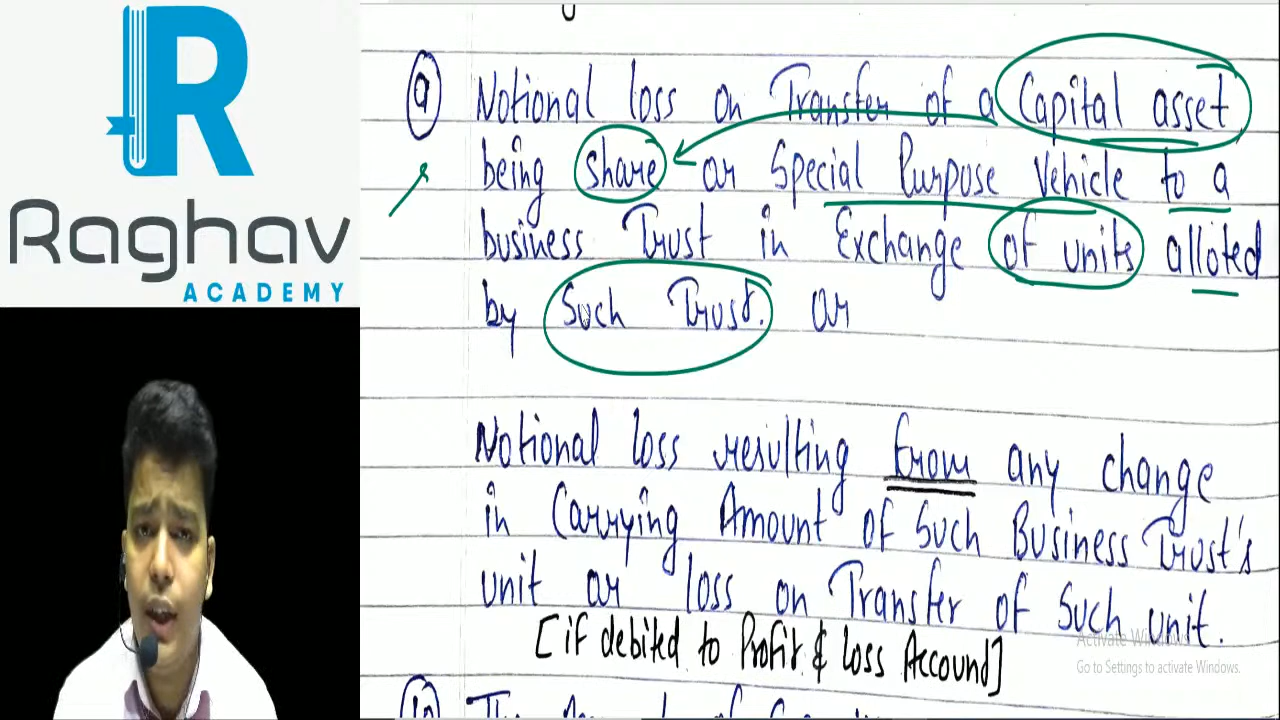 R
Raghav
ACADEMY
9 Notional loss on Transfer of a Capital asset
being share or Special Purpose Vehicle to a
business Trust in Exchange of units alloted
by Such Trust. or
Notional loss resulting from any change
in Carrying Amount of Such Business Trust's
unit or loss on Transfer of Such unit.
[if debited to Profit & loss Accound]
Activate Windows
Go to Settings to activate Windows.